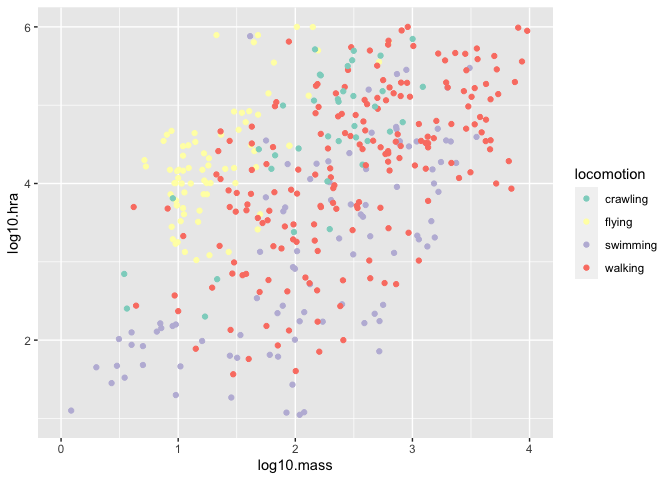 6
4
2
log10.hra
0
1
2
3
4
log10.mass
locomotion
crawling
flying
swimming
walking